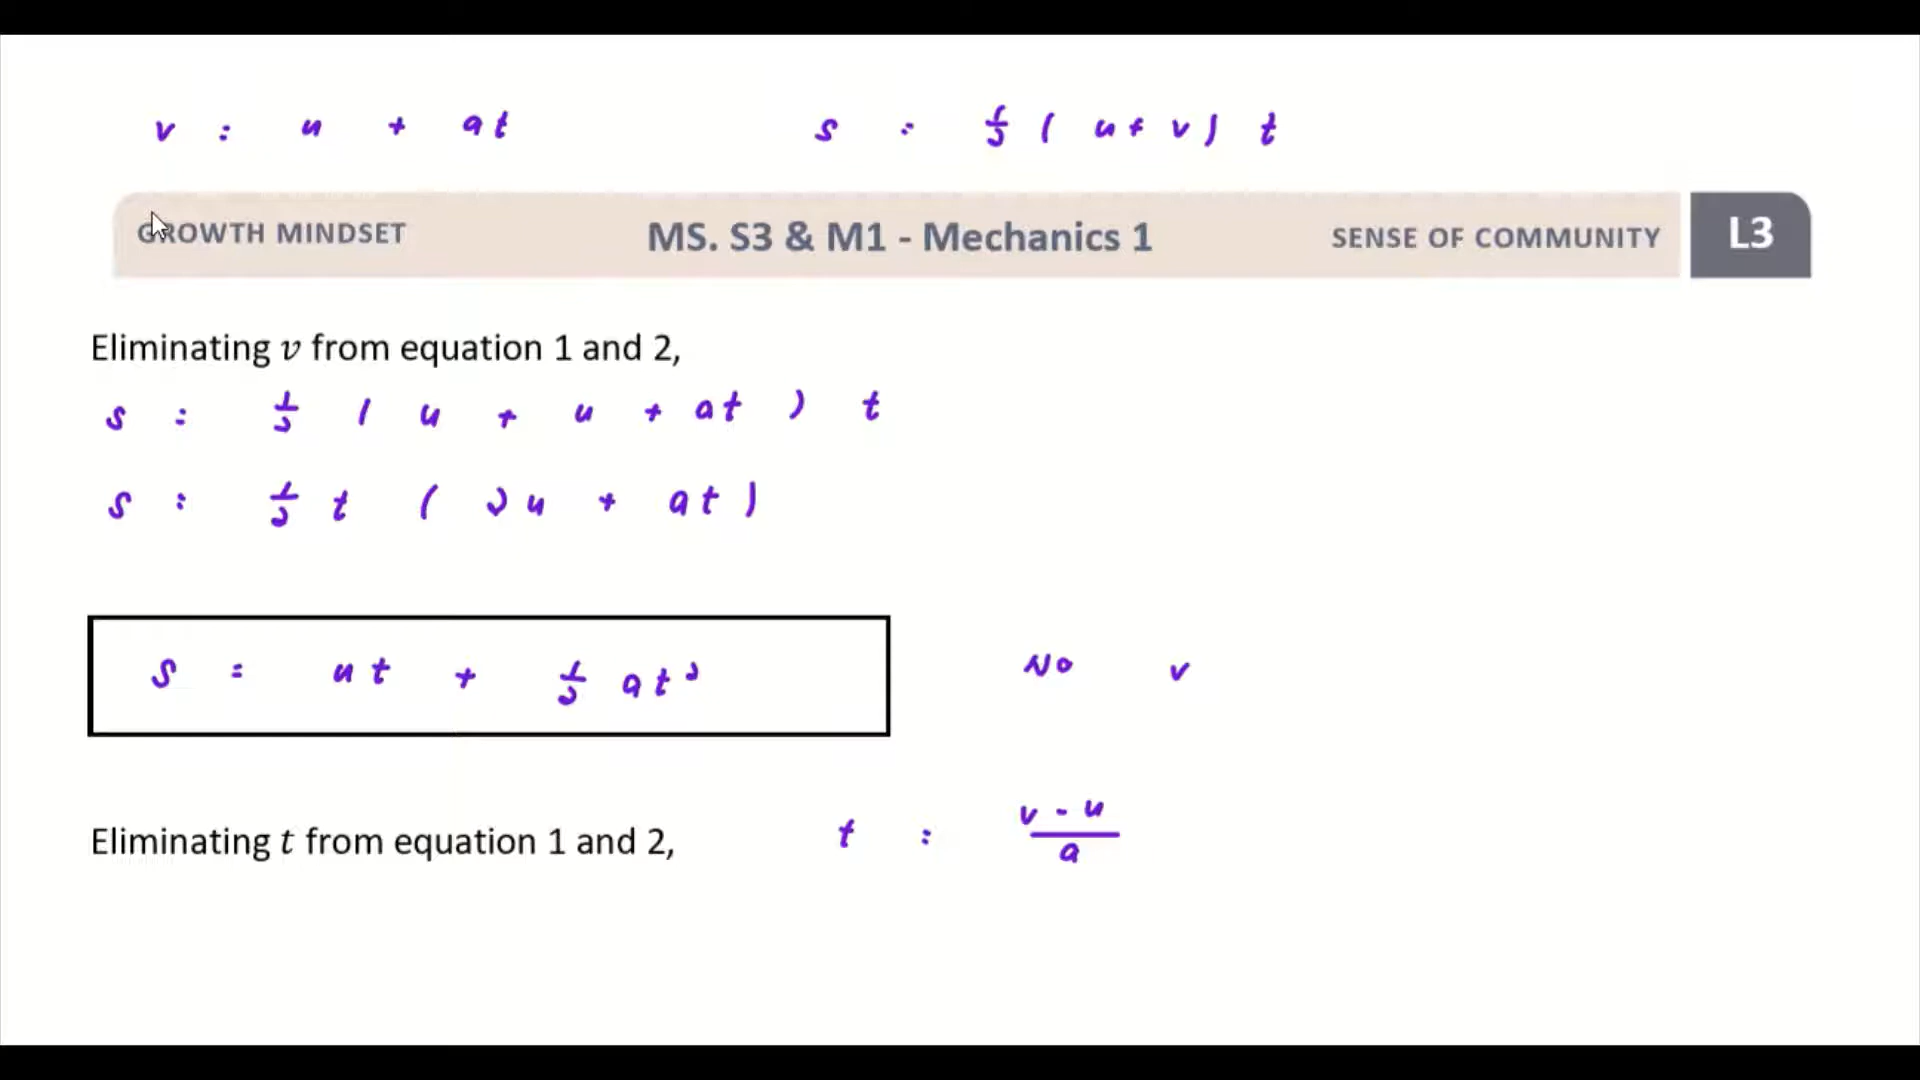 v = u + at
s = ½ ( u + v ) t
GROWTH MINDSET
MS. S3 & M1 - Mechanics 1
SENSE OF COMMUNITY
L3
Eliminating v from equation 1 and 2,
s = ½ ( u + u + at ) t
s = ½ t ( 2u + at )
s = ut + ½ at²
NO v
Eliminating t from equation 1 and 2,
t = (v - u)/a